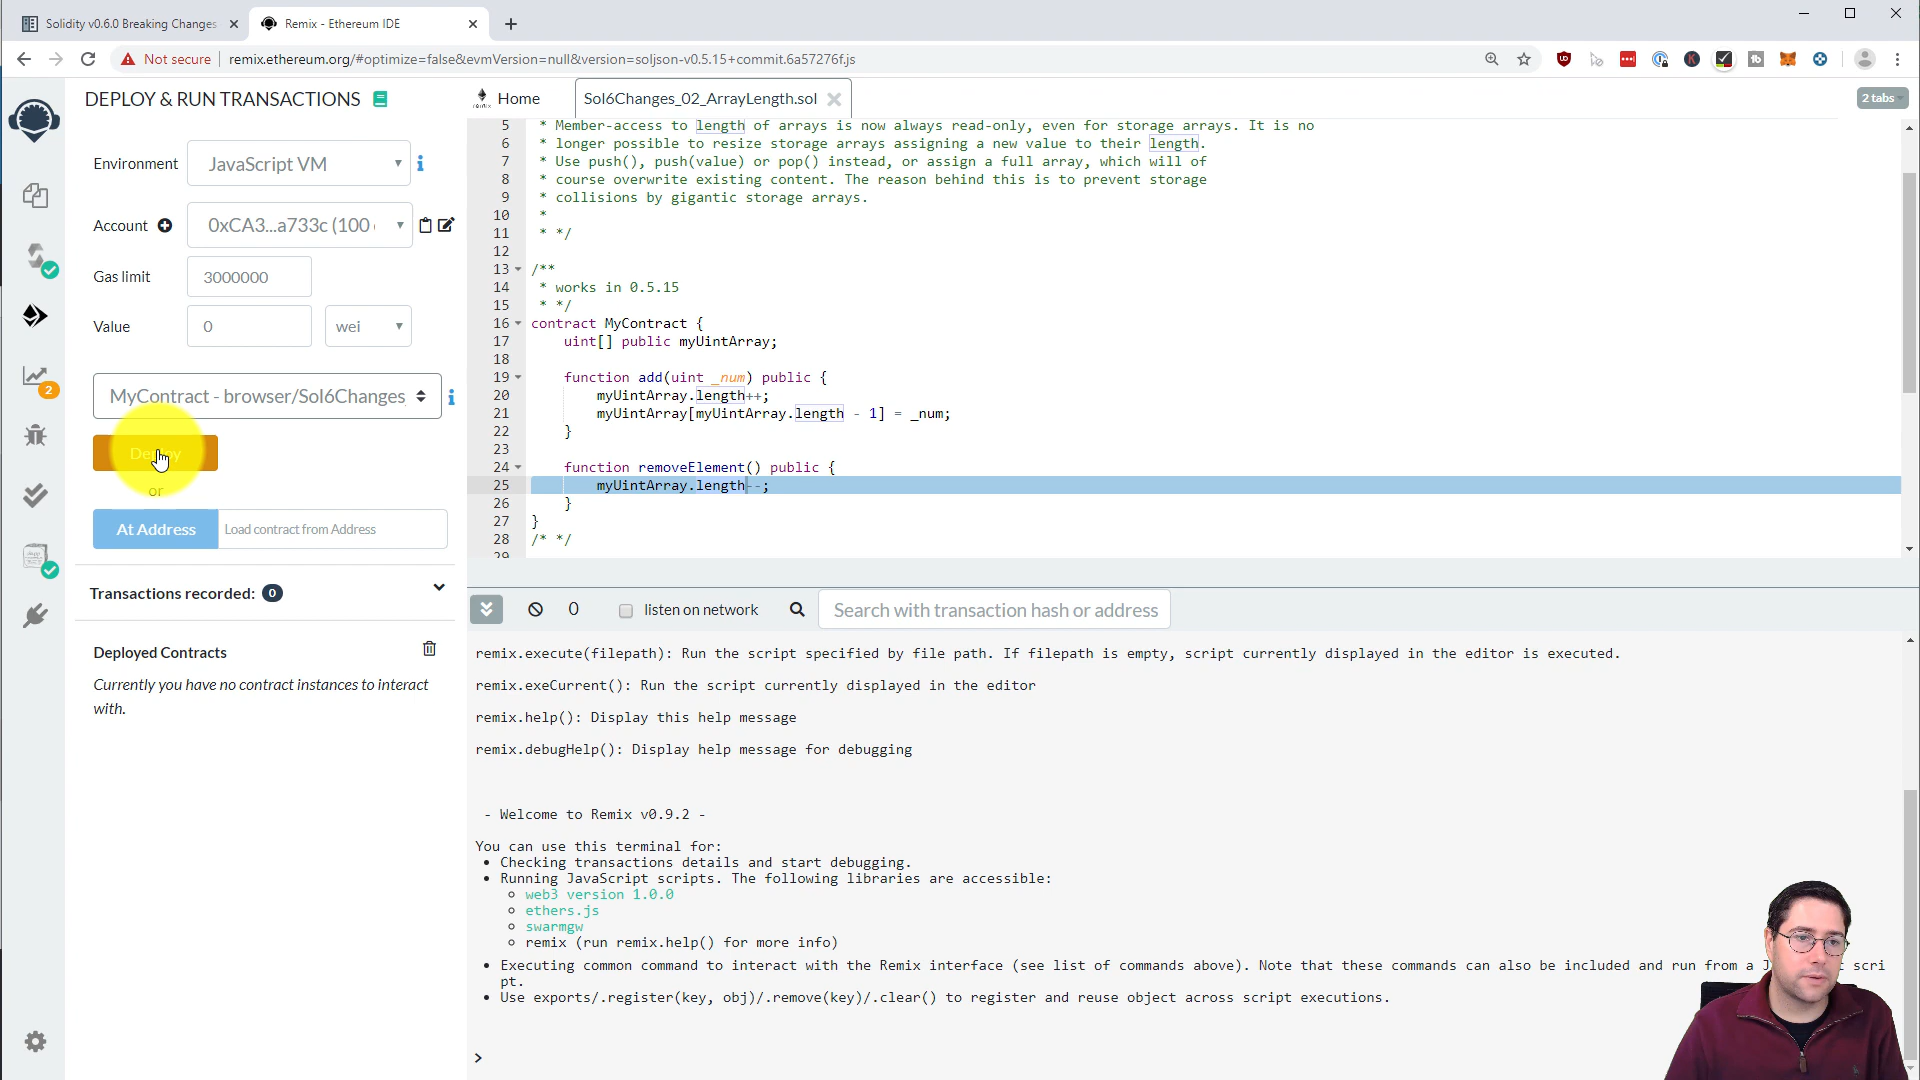 Solidity v0.6.0 Breaking Changes
Remix - Ethereum IDE
Not secure
remix.ethereum.org/#optimize=false&evmVersion=null&version=soljson-v0.5.15+commit.6a57276f.js
DEPLOY & RUN TRANSACTIONS
Environment
JavaScript VM
Account
0xCA3...a733c (100
Gas limit
3000000
Value
0
wei
MyContract - browser/Sol6Changes
Deploy
or
At Address
Load contract from Address
Transactions recorded: 0
Deployed Contracts
Currently you have no contract instances to interact
with.
2
Home
Sol6Changes_02_ArrayLength.sol
2 tabs
5 * Member-access to length of arrays is now always read-only, even for storage arrays. It is no
6 * longer possible to resize storage arrays assigning a new value to their length.
7 * Use push(), push(value) or pop() instead, or assign a full array, which will of
8 * course overwrite existing content. The reason behind this is to prevent storage
9 * collisions by gigantic storage arrays.
10 *
11 * */
12
13 /**
14 * works in 0.5.15
15 * */
16 contract MyContract {
17 uint[] public myUintArray;
18
19 function add(uint _num) public {
20 myUintArray.length++;
21 myUintArray[myUintArray.length - 1] = _num;
22 }
23
24 function removeElement() public {
25 myUintArray.length--;
26 }
27 }
28 /* */
29
0
listen on network
Search with transaction hash or address
remix.execute(filepath): Run the script specified by file path. If filepath is empty, script currently displayed in the editor is executed.
remix.exeCurrent(): Run the script currently displayed in the editor
remix.help(): Display this help message
remix.debugHelp(): Display help message for debugging
- Welcome to Remix v0.9.2 -
You can use this terminal for:
• Checking transactions details and start debugging.
• Running JavaScript scripts. The following libraries are accessible:
○ web3 version 1.0.0
○ ethers.js
○ swarmgw
○ remix (run remix.help() for more info)
• Executing common command to interact with the Remix interface (see list of commands above). Note that these commands can also be included and run from a J scri
pt.
• Use exports/.register(key, obj)/.remove(key)/.clear() to register and reuse object across script executions.
>